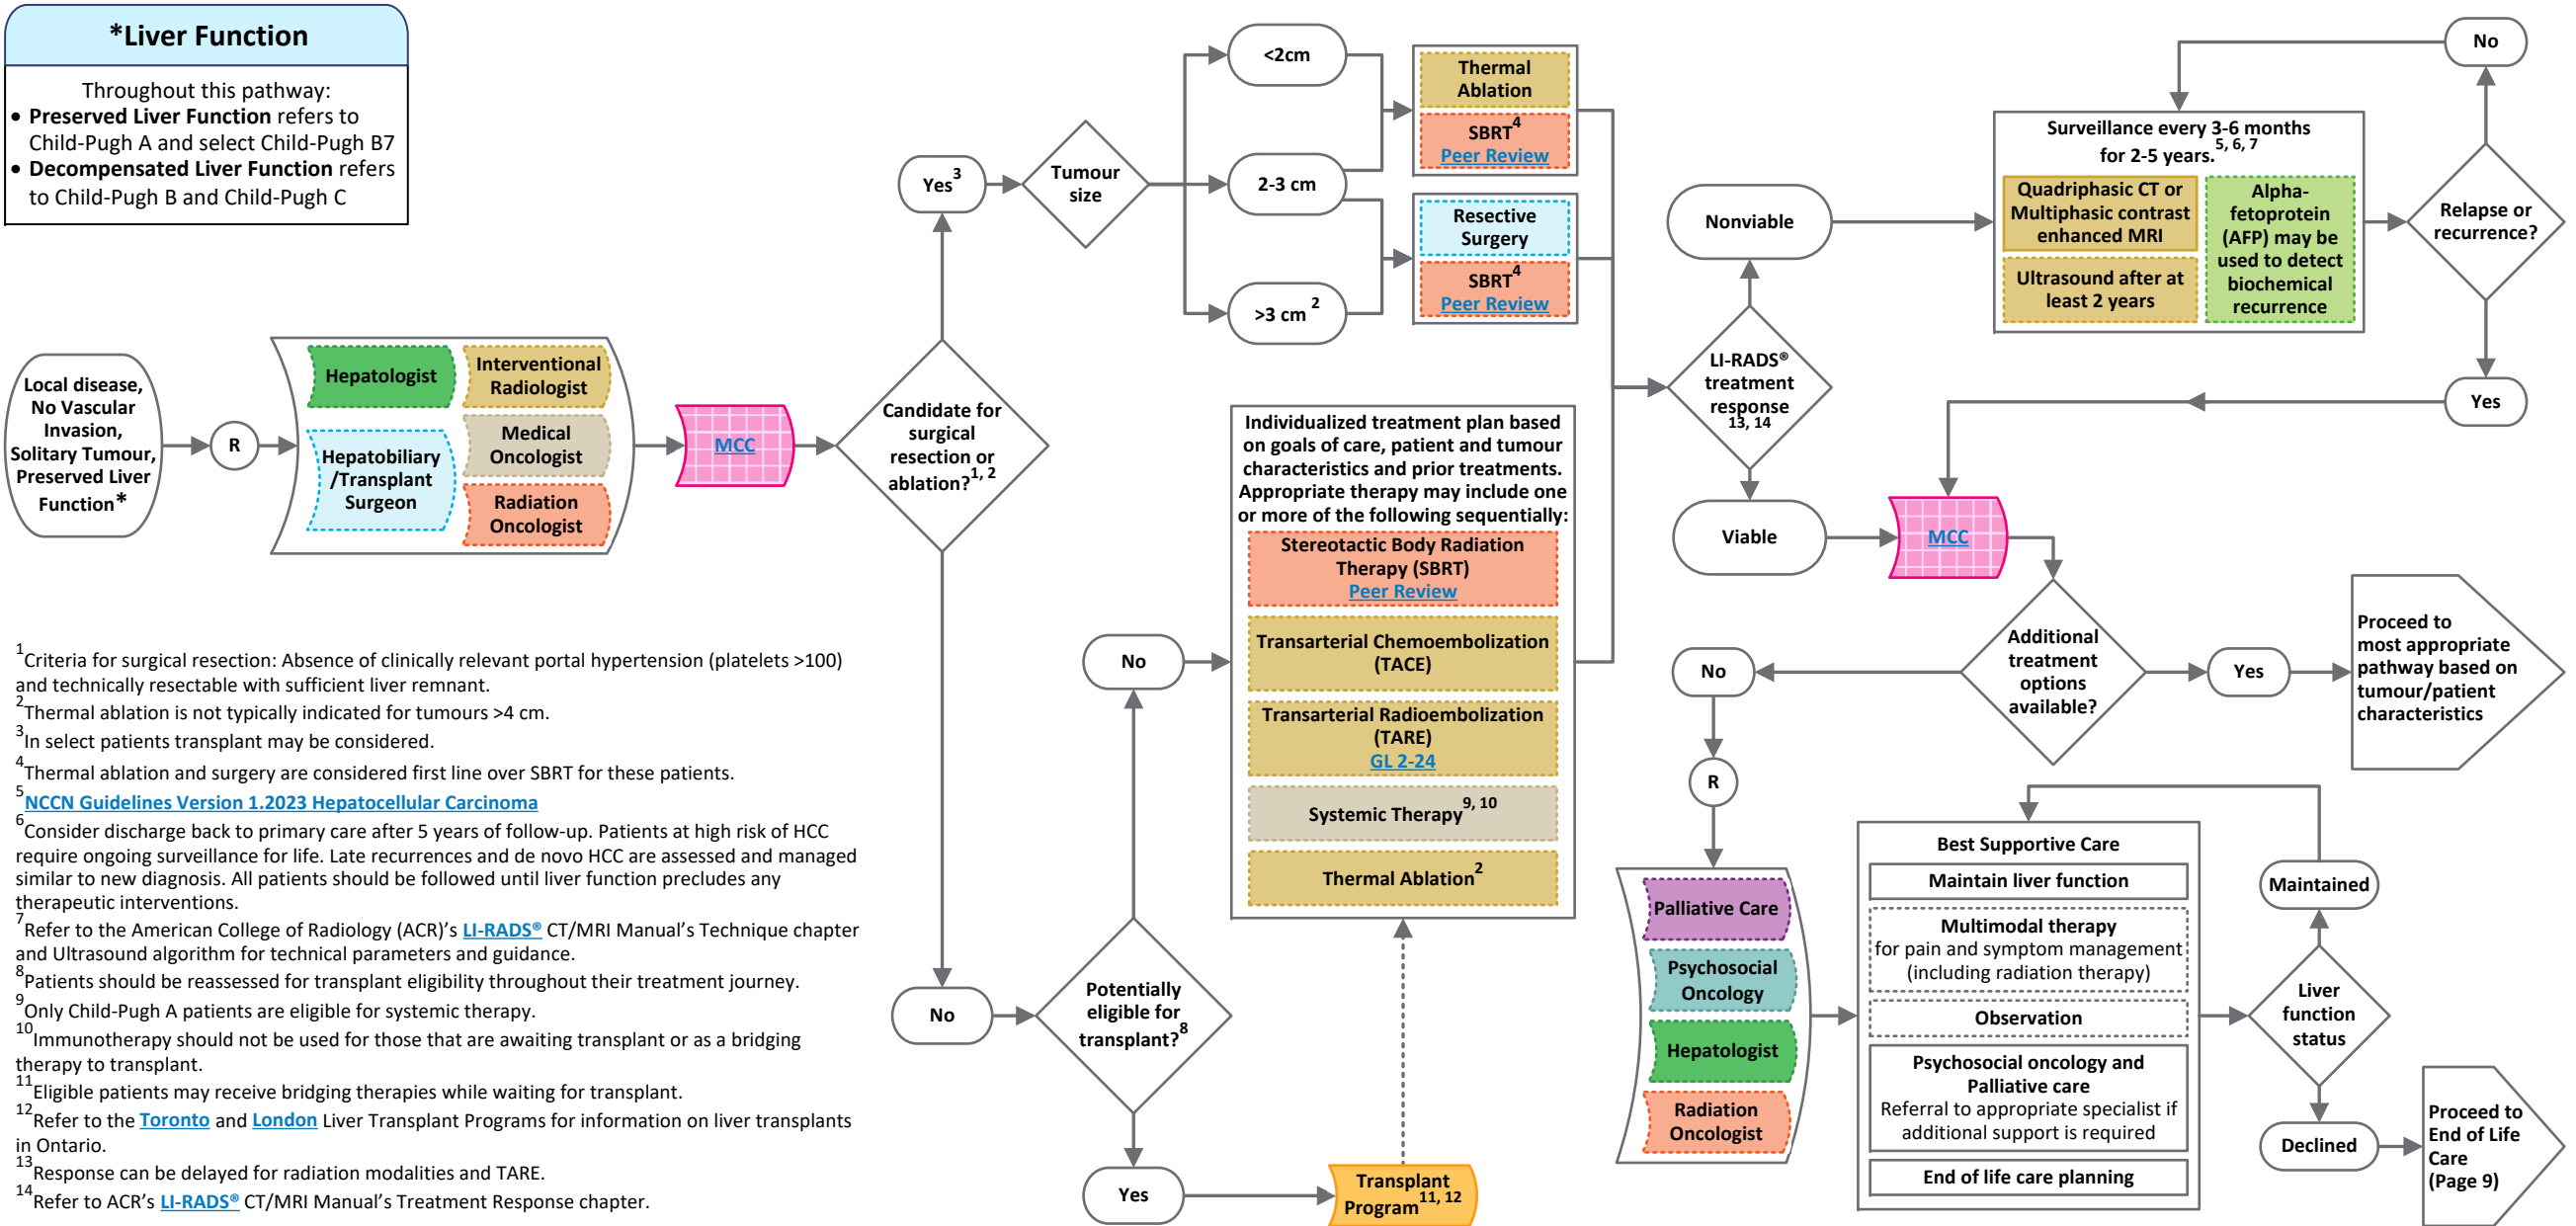 *Liver Function
Throughout this pathway:
• Preserved Liver Function refers to
Child-Pugh A and select Child-Pugh B7
• Decompensated Liver Function refers
to Child-Pugh B and Child-Pugh C
Local disease,
No Vascular
Invasion,
Solitary Tumour,
Preserved Liver
Function*
R
Hepatologist
Hepatobiliary
/Transplant
Surgeon
Interventional
Radiologist
Medical
Oncologist
Radiation
Oncologist
MCC
Candidate for
surgical
resection or
ablation?1, 2
Yes3
Tumour
size
<2cm
2-3 cm
>3 cm 2
Thermal
Ablation
SBRT4
Peer Review
Resective
Surgery
SBRT4
Peer Review
No
Potentially
eligible for
transplant?8
No
Yes
Transplant
Program11, 12
Individualized treatment plan based
on goals of care, patient and tumour
characteristics and prior treatments.
Appropriate therapy may include one
or more of the following sequentially:
Stereotactic Body Radiation
Therapy (SBRT)
Peer Review
Transarterial Chemoembolization
(TACE)
Transarterial Radioembolization
(TARE)
GL 2-24
Systemic Therapy9, 10
Thermal Ablation2
LI-RADS®
treatment
response
13, 14
Nonviable
Viable
Surveillance every 3-6 months
for 2-5 years.5, 6, 7
Quadriphasic CT or
Multiphasic contrast
enhanced MRI
Ultrasound after at
least 2 years
Alpha-
fetoprotein
(AFP) may be
used to detect
biochemical
recurrence
Relapse or
recurrence?
No
Yes
MCC
Additional
treatment
options
available?
Yes
Proceed to
most appropriate
pathway based on
tumour/patient
characteristics
No
R
Palliative Care
Psychosocial
Oncology
Hepatologist
Radiation
Oncologist
Best Supportive Care
Maintain liver function
Multimodal therapy
for pain and symptom management
(including radiation therapy)
Observation
Psychosocial oncology and
Palliative care
Referral to appropriate specialist if
additional support is required
End of life care planning
Liver
function
status
Maintained
Declined
Proceed to
End of Life
Care
(Page 9)
1Criteria for surgical resection: Absence of clinically relevant portal hypertension (platelets >100)
and technically resectable with sufficient liver remnant.
2Thermal ablation is not typically indicated for tumours >4 cm.
3In select patients transplant may be considered.
4Thermal ablation and surgery are considered first line over SBRT for these patients.
5NCCN Guidelines Version 1.2023 Hepatocellular Carcinoma
6Consider discharge back to primary care after 5 years of follow-up. Patients at high risk of HCC
require ongoing surveillance for life. Late recurrences and de novo HCC are assessed and managed
similar to new diagnosis. All patients should be followed until liver function precludes any
therapeutic interventions.
7Refer to the American College of Radiology (ACR)'s LI-RADS® CT/MRI Manual's Technique chapter
and Ultrasound algorithm for technical parameters and guidance.
8Patients should be reassessed for transplant eligibility throughout their treatment journey.
9Only Child-Pugh A patients are eligible for systemic therapy.
10Immunotherapy should not be used for those that are awaiting transplant or as a bridging
therapy to transplant.
11Eligible patients may receive bridging therapies while waiting for transplant.
12Refer to the Toronto and London Liver Transplant Programs for information on liver transplants
in Ontario.
13Response can be delayed for radiation modalities and TARE.
14Refer to ACR's LI-RADS® CT/MRI Manual's Treatment Response chapter.